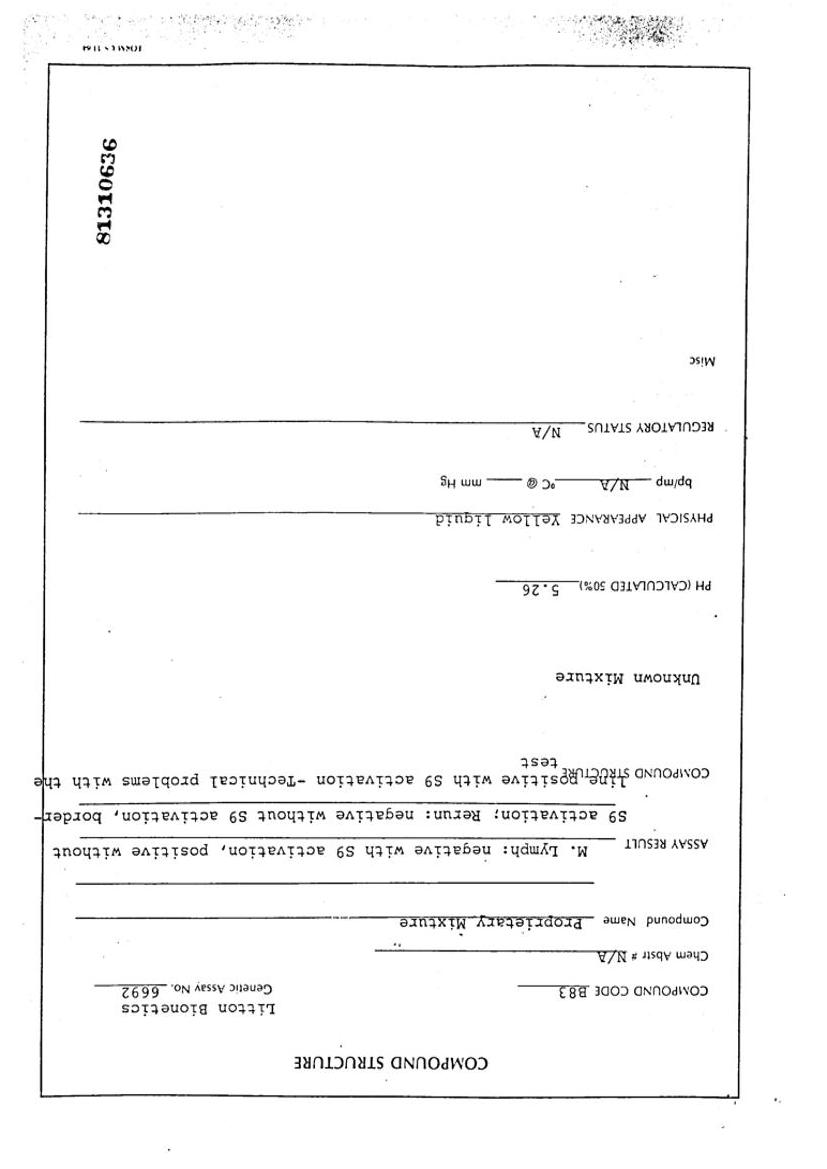 COMPOUND STRUCTURE
Litton Bionetics
COMPOUND CODE B83 Genetic Assay No. 6692
Chem Abstr # N/A
Compound Name Proprietary Mixture
ASSAY RESULT M. Lymph: negative with S9 activation, positive without
S9 activation; Rerun: negative without S9 activation, border-
line positive with S9 activation -Technical problems with the
COMPOUND STRUCTURE test
Unknown Mixture
PH (CALCULATED 50%) 5.26
PHYSICAL APPEARANCE Yellow liquid
bp/mp N/A °C @ mm Hg
REGULATORY STATUS N/A
Misc
81310636